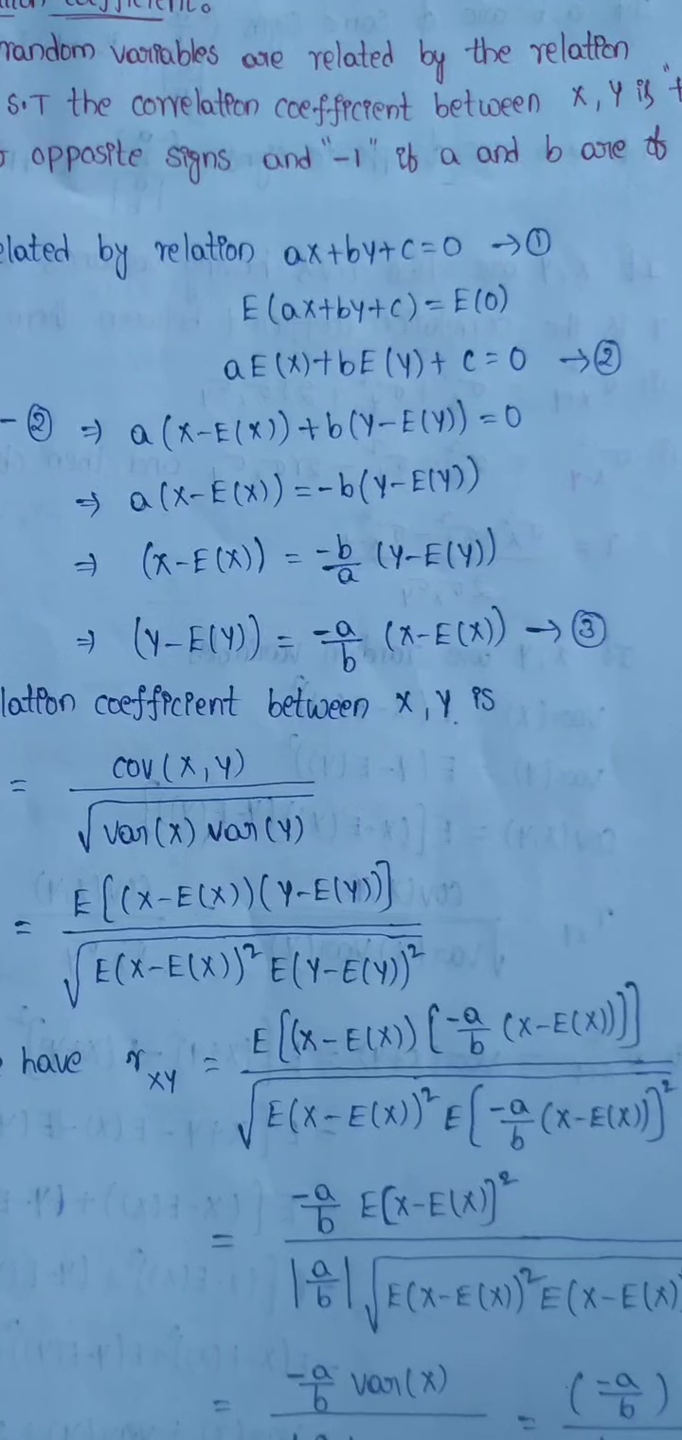 coefficient.
random variables are related by the relation
S.T the correlation coefficient between X, Y is "+
opposite signs and "-1" if a and b are of
elated by relation ax+by+c=0 →①
E(ax+by+c)=E(0)
aE(X)+bE(Y)+ c=0 →②
-② ⇒ a(X-E(X))+b(Y-E(Y))=0
⇒ a(X-E(X))=-b(Y-E(Y))
⇒ (X-E(X)) = -b/a (Y-E(Y))
⇒ (Y-E(Y)) = -a/b (X-E(X)) →③
lation coefficient between X, Y is
= cov(X,Y) / √var(X) var(Y)
= E[(X-E(X))(Y-E(Y))] / √E(X-E(X))² E(Y-E(Y))²
have r_XY = E[(X-E(X)) [-a/b (X-E(X))]] / √E(X-E(X))² E[-a/b (X-E(X))]²
= -a/b E[X-E(X)]² / |a/b| √E(X-E(X))² E(X-E(X)
= -a/b var(X) = (-a/b)